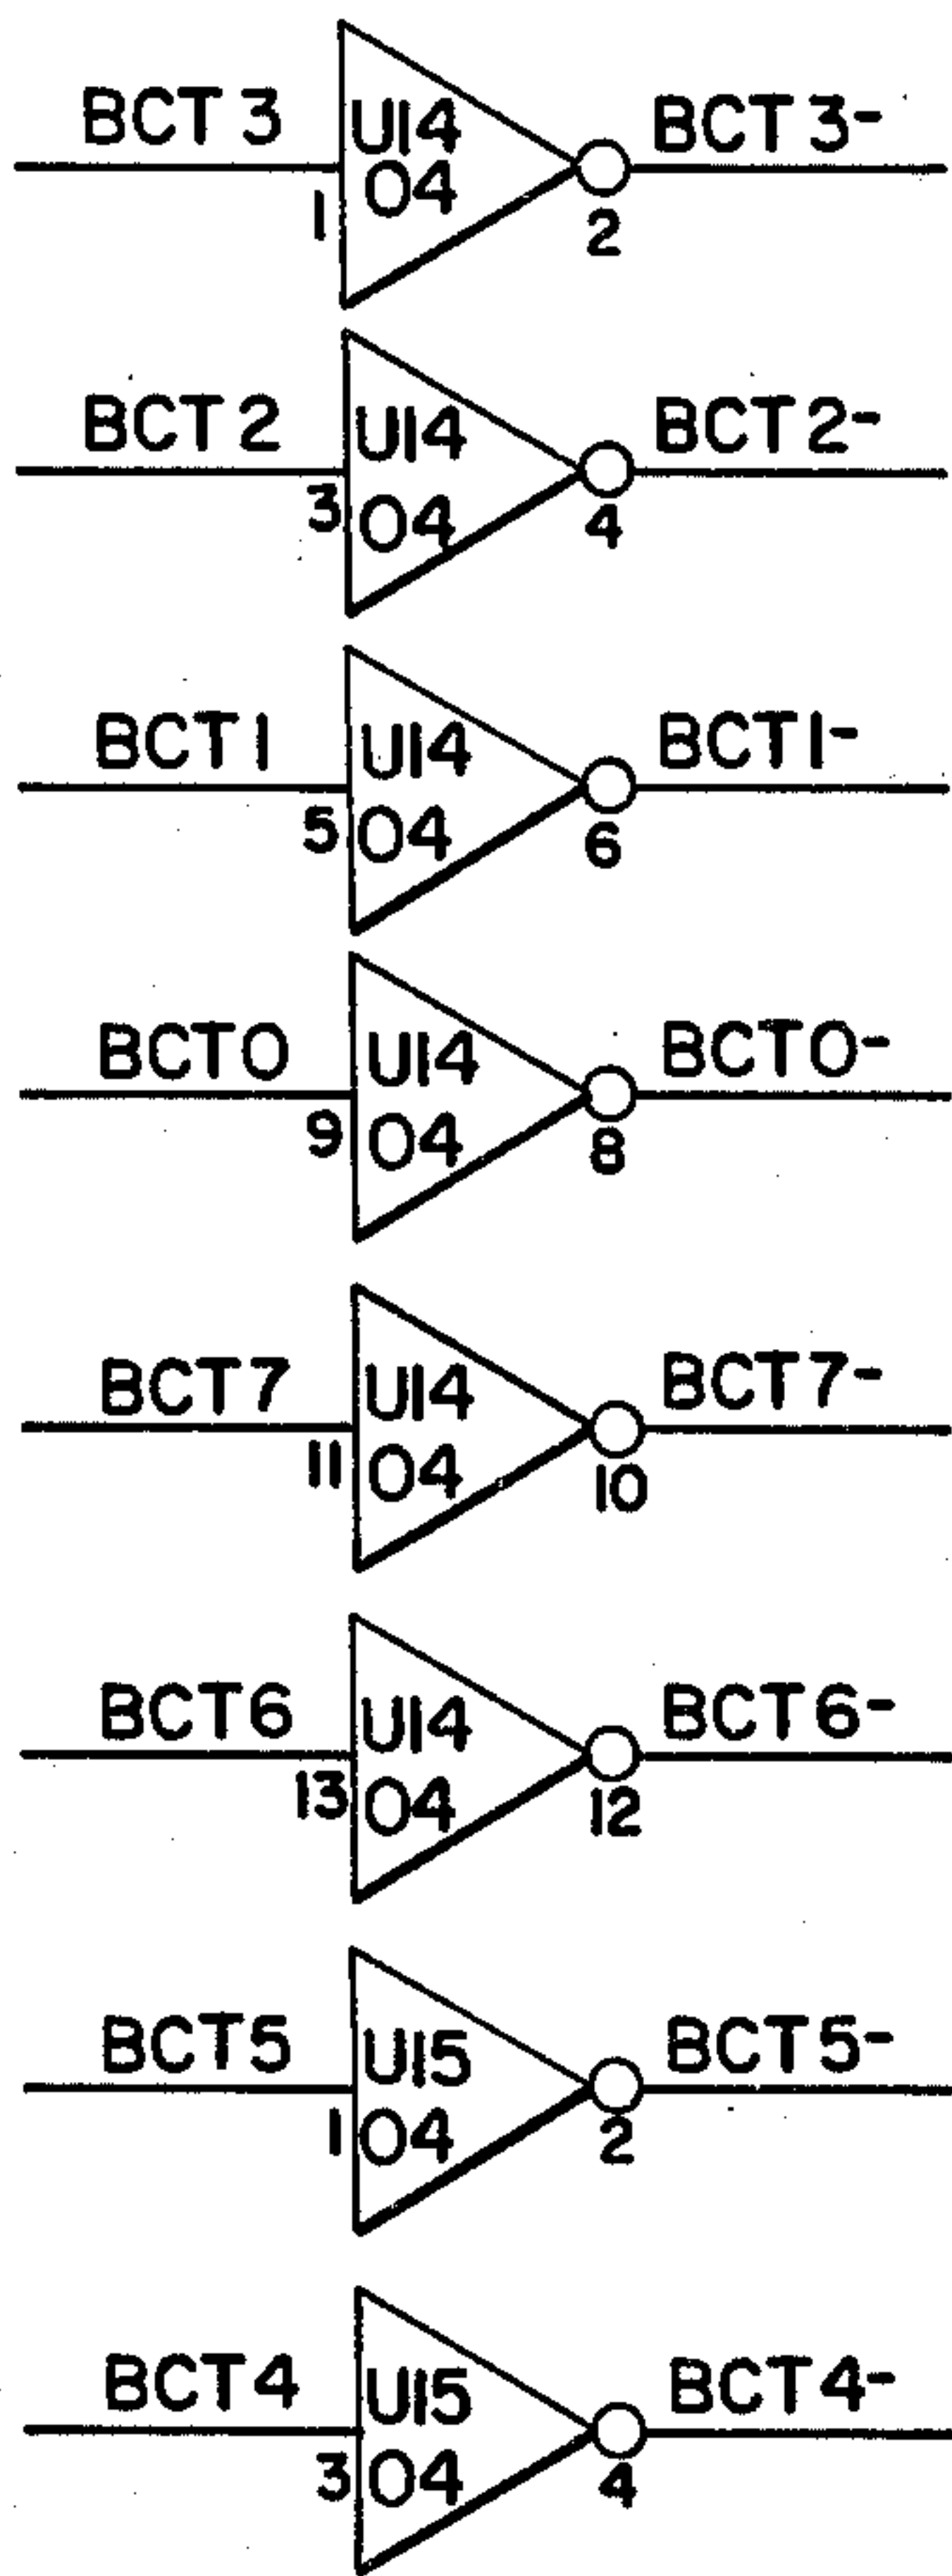 BCT 3 U14 BCT 3-
1 04 2
BCT 2 U14 BCT 2-
3 04 4
BCT1 U14 BCT1-
5 04 6
BCT0 U14 BCT0-
9 04 8
BCT7 U14 BCT7-
11 04 10
BCT6 U14 BCT6-
13 04 12
BCT5 U15 BCT5-
1 04 2
BCT4 U15 BCT4-
3 04 4